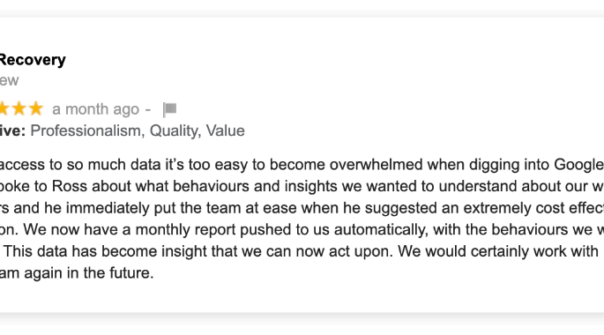 Recovery
ew
a month ago -
ive: Professionalism, Quality, Value
access to so much data it's too easy to become overwhelmed when digging into Google
poke to Ross about what behaviours and insights we wanted to understand about our w
rs and he immediately put the team at ease when he suggested an extremely cost effec
on. We now have a monthly report pushed to us automatically, with the behaviours we w
This data has become insight that we can now act upon. We would certainly work with
am again in the future.